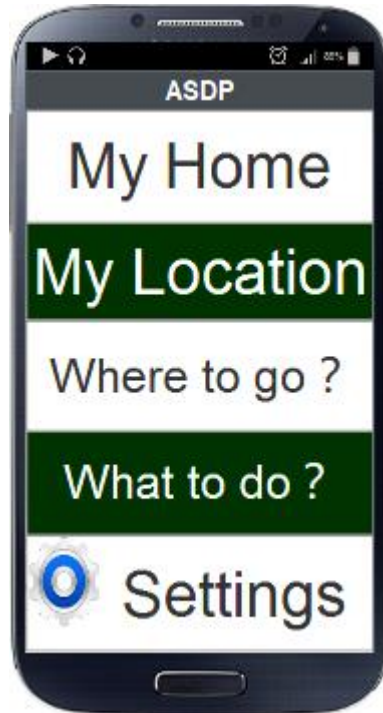 ASDP
My Home
My Location
Where to go ?
What to do ?
Settings